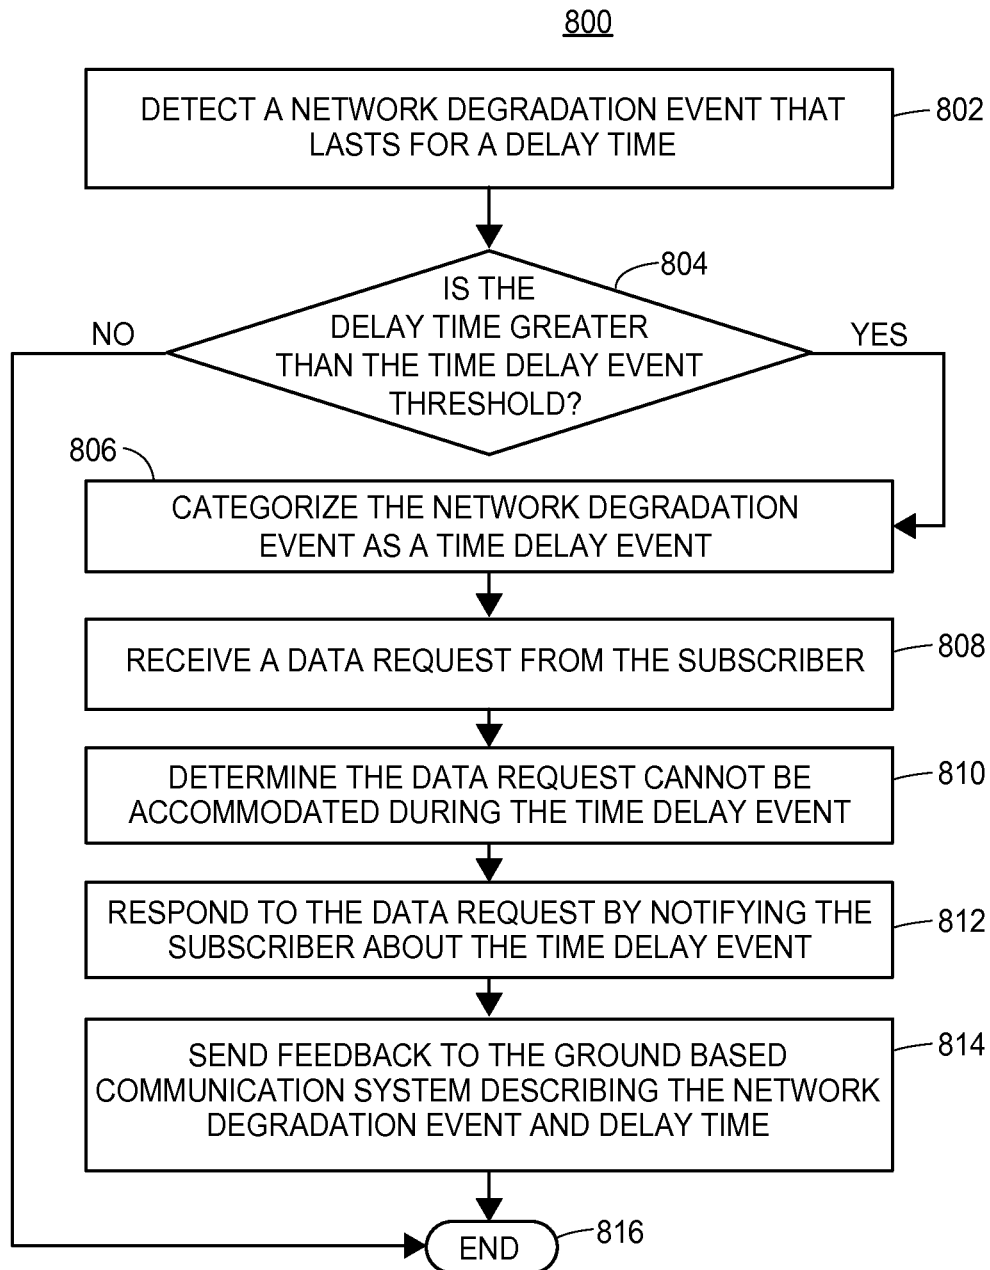 800
DETECT A NETWORK DEGRADATION EVENT THAT
LASTS FOR A DELAY TIME
802
804
IS THE
DELAY TIME GREATER
THAN THE TIME DELAY EVENT
THRESHOLD?
NO
YES
806
CATEGORIZE THE NETWORK DEGRADATION
EVENT AS A TIME DELAY EVENT
RECEIVE A DATA REQUEST FROM THE SUBSCRIBER
808
DETERMINE THE DATA REQUEST CANNOT BE
ACCOMMODATED DURING THE TIME DELAY EVENT
810
RESPOND TO THE DATA REQUEST BY NOTIFYING THE
SUBSCRIBER ABOUT THE TIME DELAY EVENT
812
SEND FEEDBACK TO THE GROUND BASED
COMMUNICATION SYSTEM DESCRIBING THE NETWORK
DEGRADATION EVENT AND DELAY TIME
814
END
816